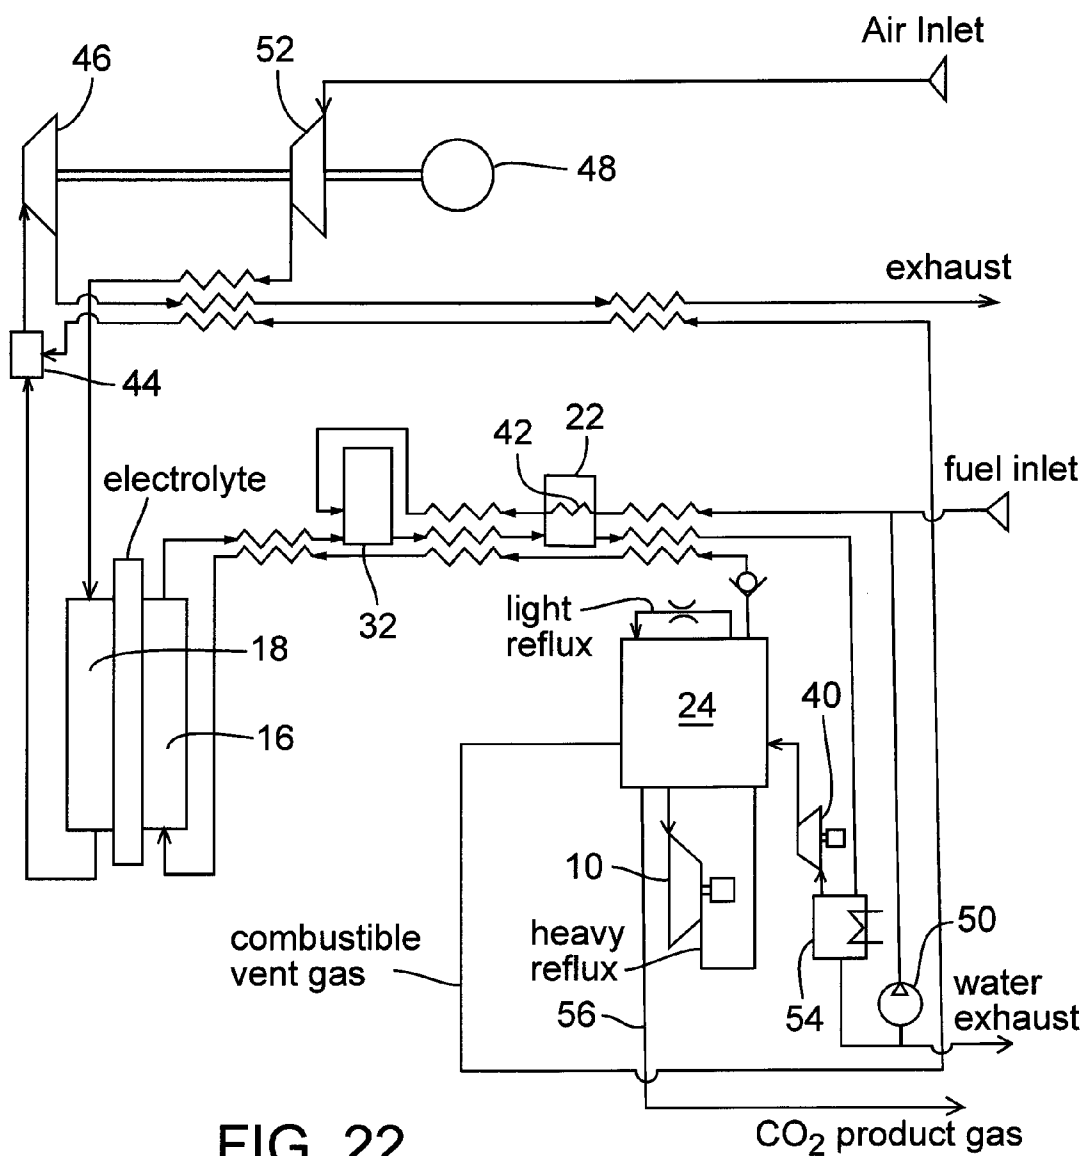 Air Inlet
46
52
48
exhaust
44
42
22
electrolyte
fuel inlet
32
light
reflux
18
24
40
16
10
50
combustible
vent gas
heavy
reflux
water
exhaust
56
54
CO₂ product gas
FIG. 22